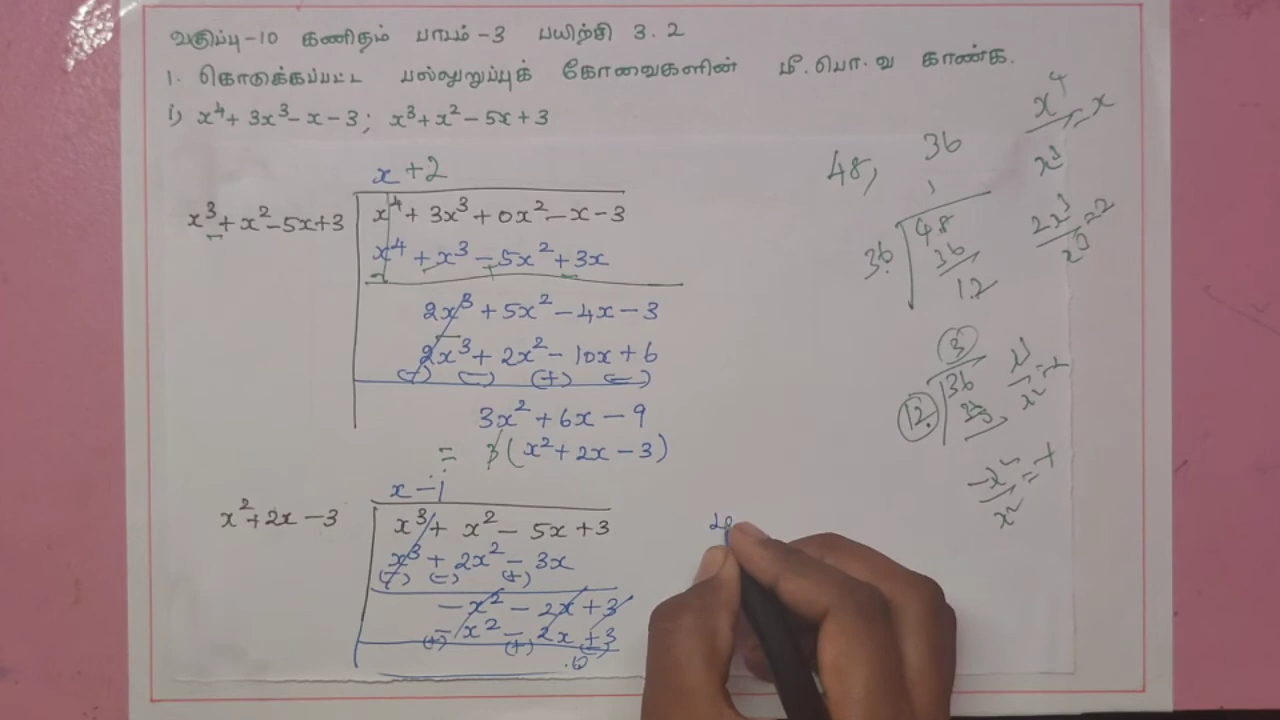 வகுப்பு-10 கணிதம் பாடம்-3 பயிற்சி 3.2
1. கொடுக்கப்பட்ட பல்லுறுப்புக் கோவைகளின் மீ.பொ.வ காண்க.
i) x⁴ + 3x³ - x - 3; x³ + x² - 5x + 3
x + 2
x³ + x² - 5x + 3
x⁴ + 3x³ + 0x² - x - 3
x⁴ + x³ - 5x² + 3x
2x³ + 5x² - 4x - 3
2x³ + 2x² - 10x + 6
(-) (-) (+) (-)
3x² + 6x - 9
= 3(x² + 2x - 3)
x - 1
x² + 2x - 3
x³ + x² - 5x + 3
x³ + 2x² - 3x
(-) (-) (+)
-x² - 2x + 3
-x² - 2x + 3
(+) (+) (-)
0
48, 36
1
36
48
36
12
3
12
36
x⁴/x³ = x
2x³/x³ = 2
-x²/x² = -1